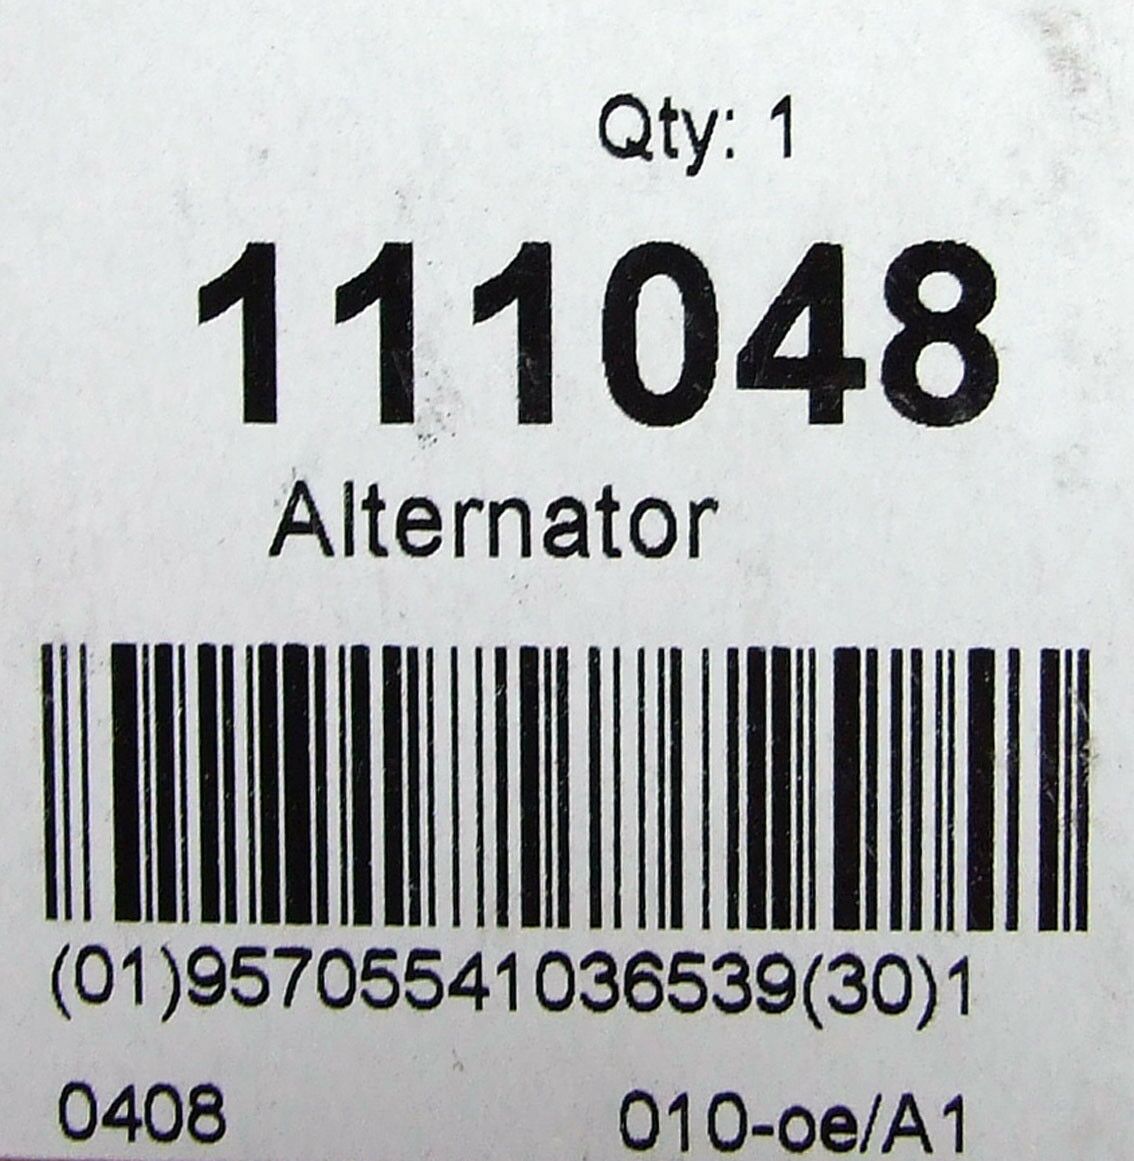 Qty: 1
111048
Alternator
(01)95705541036539(30)1
0408
010-oe/A1